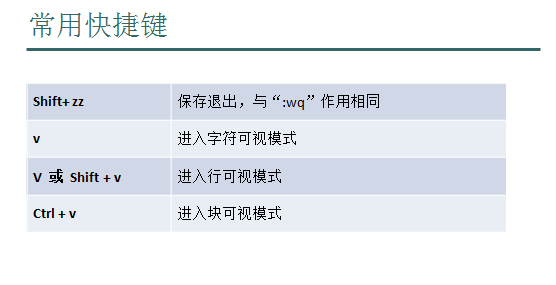 常用快捷键
Shift+ zz 保存退出，与“:wq”作用相同
v 进入字符可视模式
V 或 Shift + v 进入行可视模式
Ctrl + v 进入块可视模式